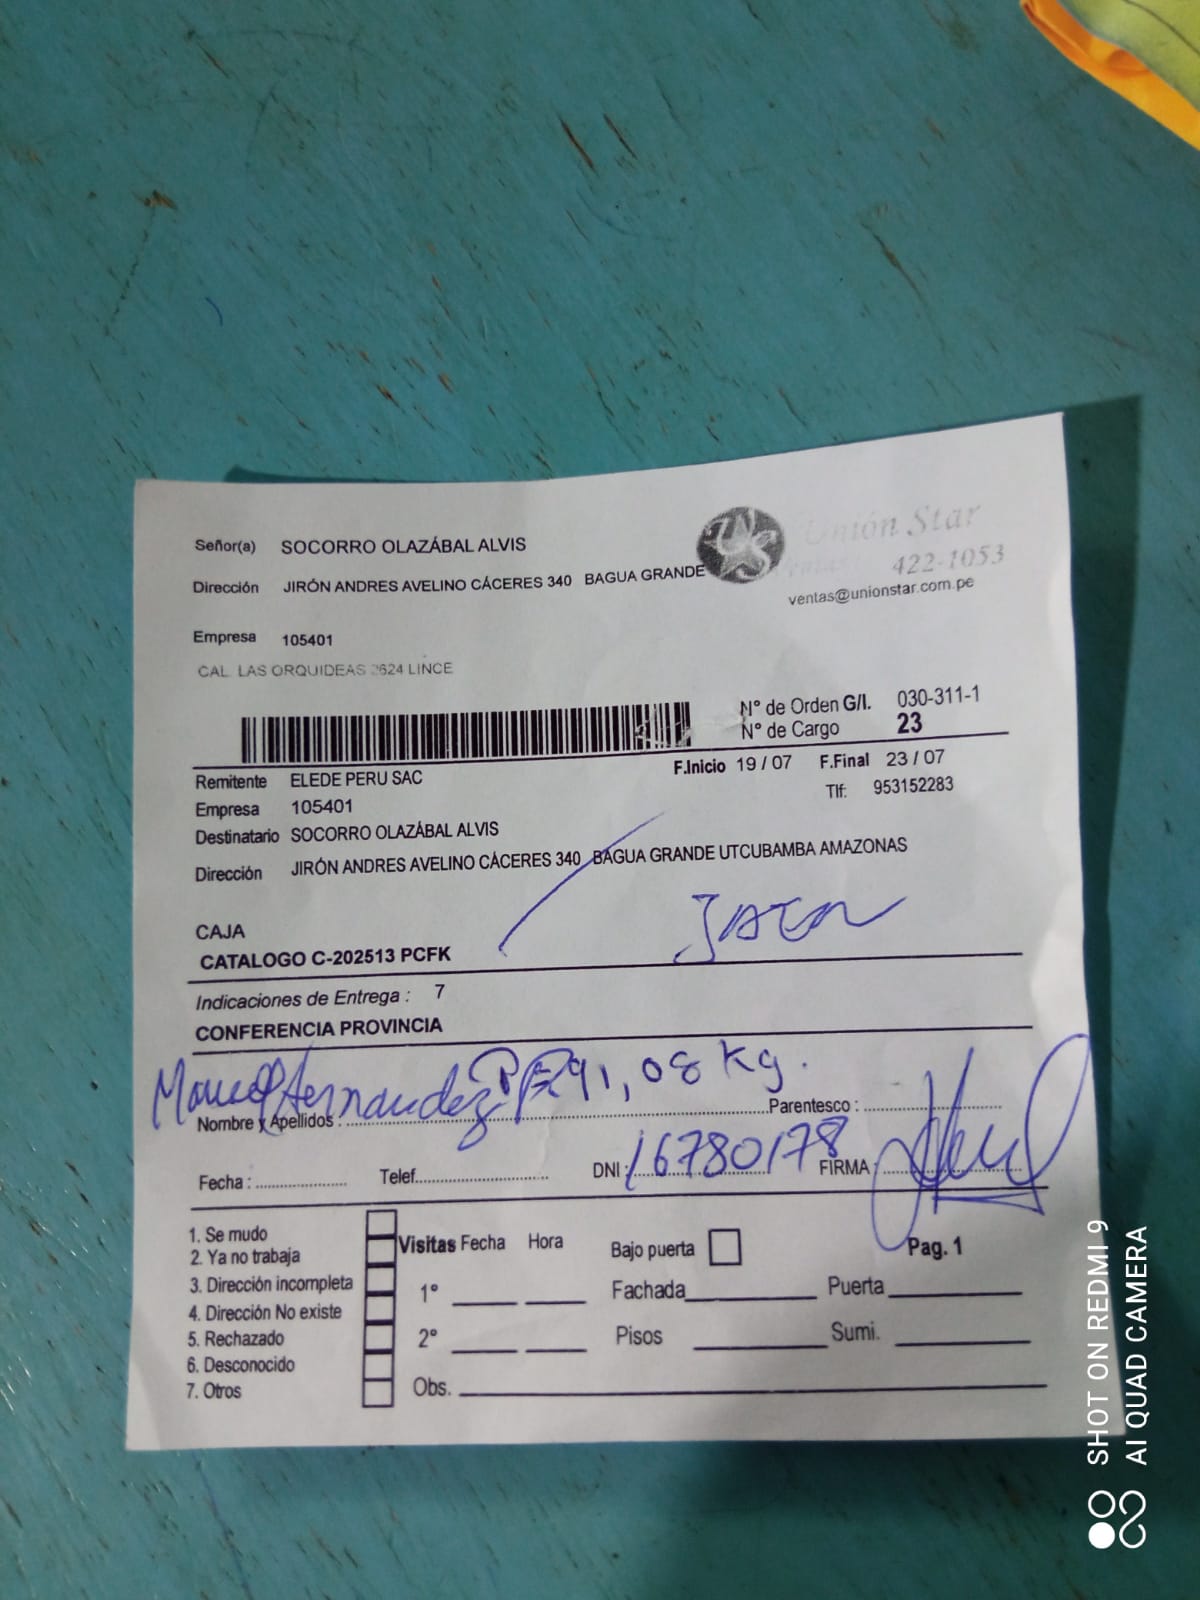 Señor(a) SOCORRO OLAZÁBAL ALVIS
Unión Star
Ventas: 422-1053
Dirección JIRÓN ANDRES AVELINO CÁCERES 340 BAGUA GRANDE
ventas@unionstar.com.pe
Empresa 105401
CAL. LAS ORQUIDEAS 2624 LINCE
N° de Orden G/I. 030-311-1
N° de Cargo 23
Remitente ELEDE PERU SAC
F.Inicio 19 / 07 F.Final 23 / 07
Empresa 105401
Tlf: 953152283
Destinatario SOCORRO OLAZÁBAL ALVIS
Dirección JIRÓN ANDRES AVELINO CÁCERES 340 BAGUA GRANDE UTCUBAMBA AMAZONAS
JAEN
CAJA
CATALOGO C-202513 PCFK
Indicaciones de Entrega : 7
CONFERENCIA PROVINCIA
Hernandez 91,08 Kg.
Nombre y Apellidos : Parentesco :
Fecha : Telef. DNI : 16780178 FIRMA :
1. Se mudo
2. Ya no trabaja
3. Dirección incompleta
4. Dirección No existe
5. Rechazado
6. Desconocido
7. Otros
Visitas Fecha Hora
1°
2°
Obs.
Bajo puerta
Pag. 1
Fachada Puerta
Pisos Sumi.
SHOT ON REDMI 9
AI QUAD CAMERA